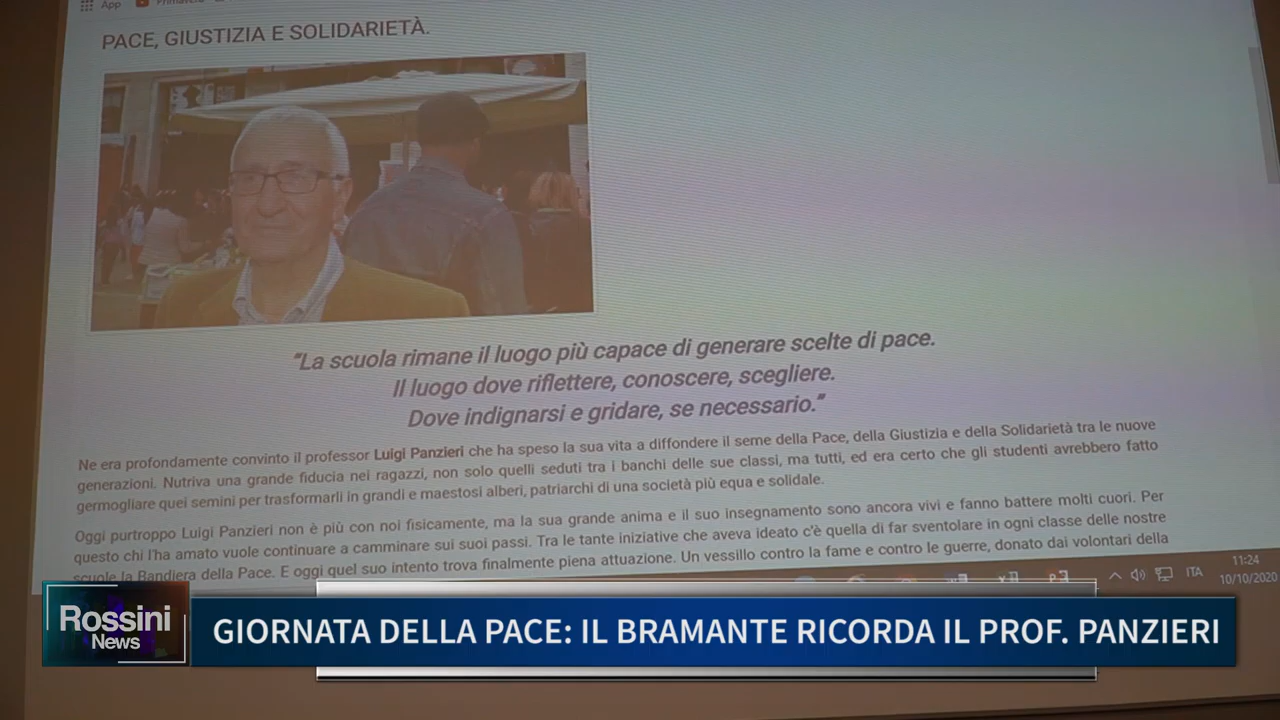 App
PACE, GIUSTIZIA E SOLIDARIETÀ.
"La scuola rimane il luogo più capace di generare scelte di pace.
Il luogo dove riflettere, conoscere, scegliere.
Dove indignarsi e gridare, se necessario."
Ne era profondamente convinto il professor Luigi Panzieri che ha speso la sua vita a diffondere il seme della Pace, della Giustizia e della Solidarietà tra le nuove
generazioni. Nutriva una grande fiducia nei ragazzi, non solo quelli seduti tra i banchi delle sue classi, ma tutti, ed era certo che gli studenti avrebbero fatto
germogliare quei semini per trasformarli in grandi e maestosi alberi, patriarchi di una società più equa e solidale.
Oggi purtroppo Luigi Panzieri non è più con noi fisicamente, ma la sua grande anima e il suo insegnamento sono ancora vivi e fanno battere molti cuori. Per
questo chi l'ha amato vuole continuare a camminare sui suoi passi. Tra le tante iniziative che aveva ideato c'è quella di far sventolare in ogni classe delle nostre
scuole la Bandiera della Pace. E oggi quel suo intento trova finalmente piena attuazione. Un vessillo contro la fame e contro le guerre, donato dai volontari della
ITA
11:24
10/10/2020
Rossini
News
GIORNATA DELLA PACE: IL BRAMANTE RICORDA IL PROF. PANZIERI